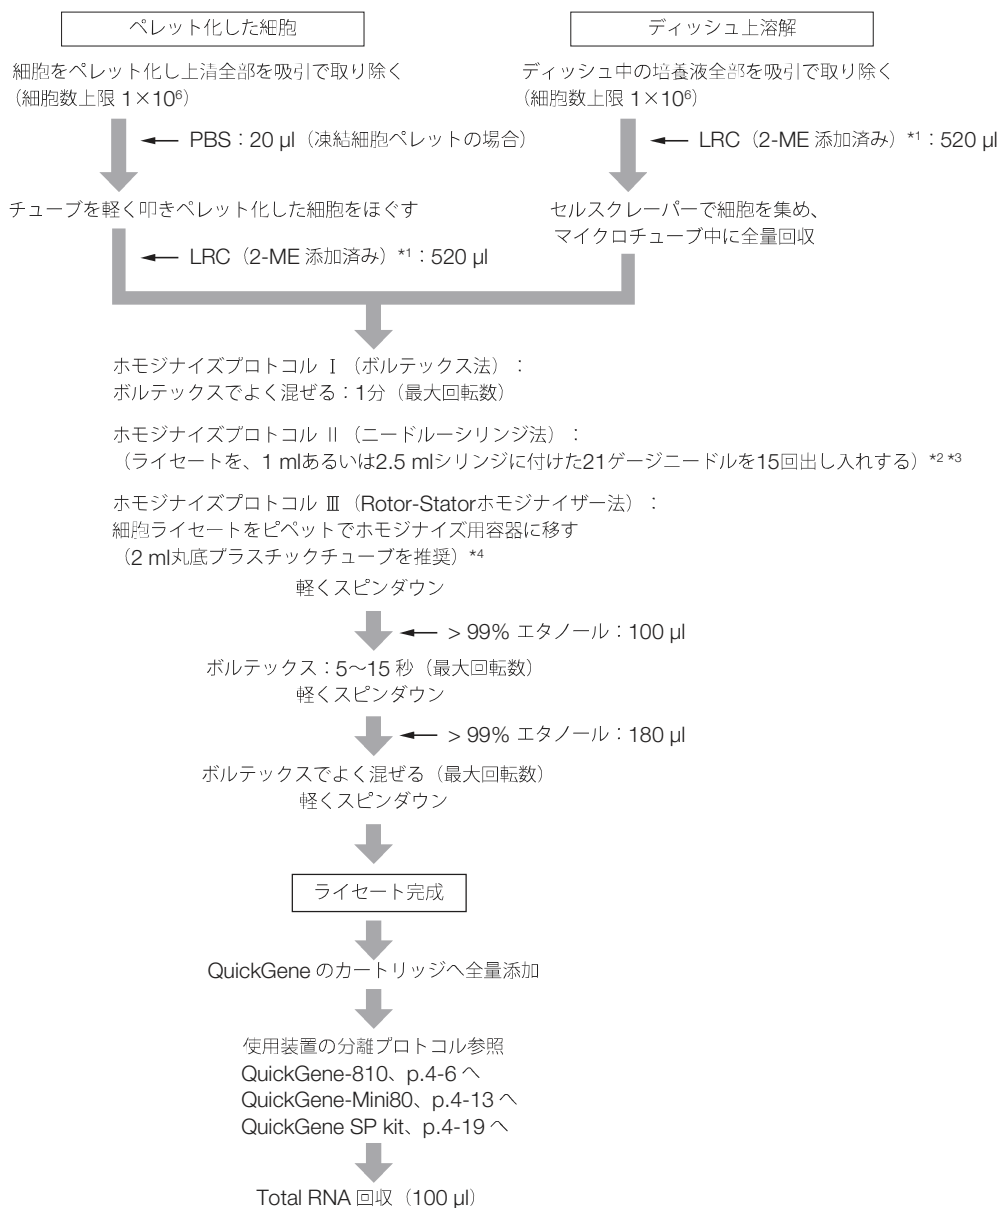 ペレット化した細胞
細胞をペレット化し上清全部を吸引で取り除く
（細胞数上限 1×10⁶）
PBS：20 µl（凍結細胞ペレットの場合）
チューブを軽く叩きペレット化した細胞をほぐす
LRC（2-ME 添加済み）*1：520 µl
ディッシュ上溶解
ディッシュ中の培養液全部を吸引で取り除く
（細胞数上限 1×10⁶）
LRC（2-ME 添加済み）*1：520 µl
セルスクレーパーで細胞を集め、
マイクロチューブ中に全量回収
ホモジナイズプロトコル Ⅰ（ボルテックス法）：
ボルテックスでよく混ぜる：1分（最大回転数）
ホモジナイズプロトコル Ⅱ（ニードルーシリンジ法）：
（ライセートを、1 mlあるいは2.5 mlシリンジに付けた21ゲージニードルを15回出し入れする）*2 *3
ホモジナイズプロトコル Ⅲ（Rotor-Statorホモジナイザー法）：
細胞ライセートをピペットでホモジナイズ用容器に移す
（2 ml丸底プラスチックチューブを推奨）*4
軽くスピンダウン
> 99% エタノール：100 µl
ボルテックス：5～15 秒（最大回転数）
軽くスピンダウン
> 99% エタノール：180 µl
ボルテックスでよく混ぜる（最大回転数）
軽くスピンダウン
ライセート完成
QuickGene のカートリッジへ全量添加
使用装置の分離プロトコル参照
QuickGene-810、p.4-6 へ
QuickGene-Mini80、p.4-13 へ
QuickGene SP kit、p.4-19 へ
Total RNA 回収（100 µl）